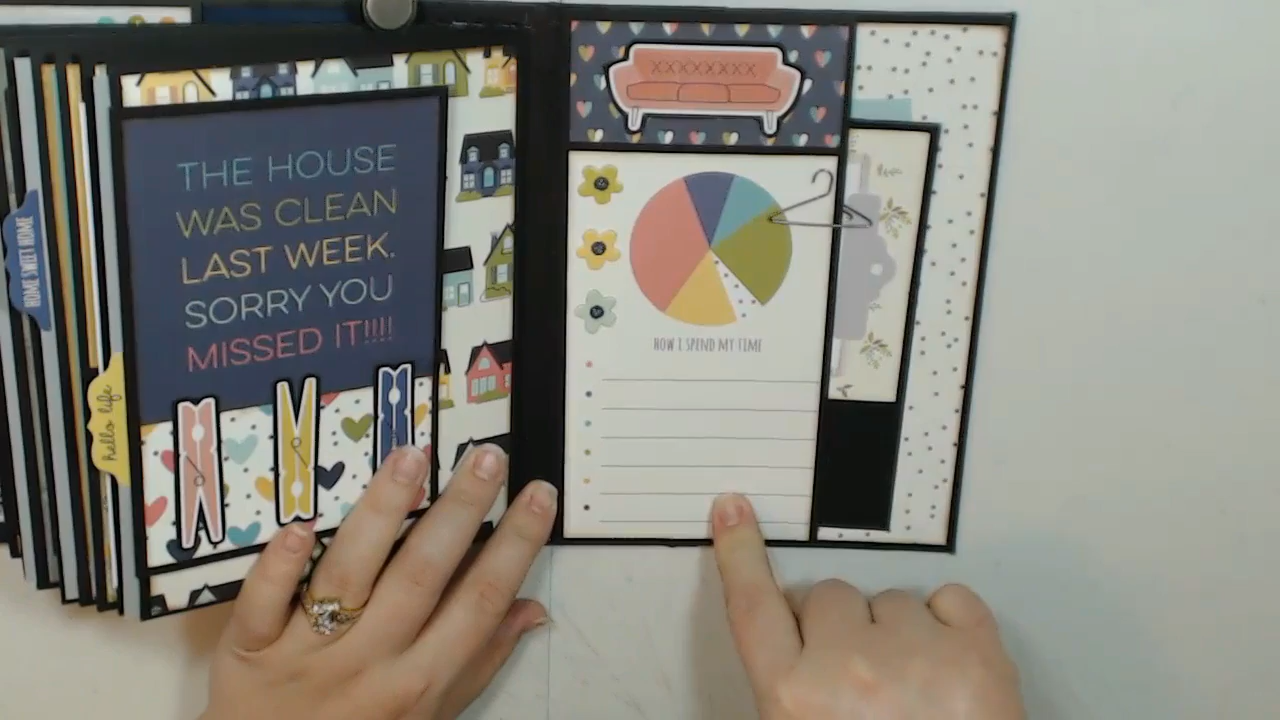 THE HOUSE
WAS CLEAN
LAST WEEK.
SORRY YOU
MISSED IT!!!!
HOME SWEET HOME
hello life
HOW I SPEND MY TIME